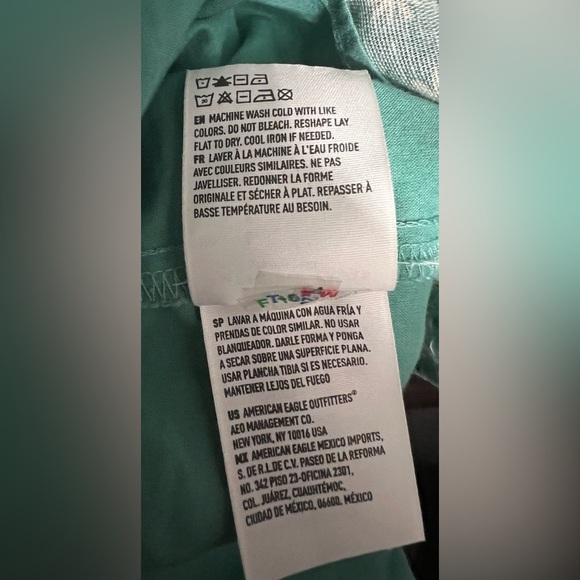 30
EN MACHINE WASH COLD WITH LIKE
COLORS. DO NOT BLEACH. RESHAPE LAY
FLAT TO DRY. COOL IRON IF NEEDED.
FR LAVER À LA MACHINE À L'EAU FROIDE
AVEC COULEURS SIMILAIRES. NE PAS
JAVELLISER. REDONNER LA FORME
ORIGINALE ET SÉCHER À PLAT. REPASSER À
BASSE TEMPÉRATURE AU BESOIN.
SP LAVAR A MÁQUINA CON AGUA FRÍA Y
PRENDAS DE COLOR SIMILAR. NO USAR
BLANQUEADOR. DARLE FORMA Y PONGA
A SECAR SOBRE UNA SUPERFICIE PLANA.
USAR PLANCHA TIBIA SI ES NECESARIO.
MANTENER LEJOS DEL FUEGO
US AMERICAN EAGLE OUTFITTERS®
AEO MANAGEMENT CO.
NEW YORK, NY 10016 USA
MX AMERICAN EAGLE MEXICO IMPORTS,
S. DE R.L.DE C.V. PASEO DE LA REFORMA
NO. 342 PISO 23-OFICINA 2301,
COL. JUÁREZ, CUAUHTÉMOC,
CIUDAD DE MÉXICO, 06600. MÉXICO